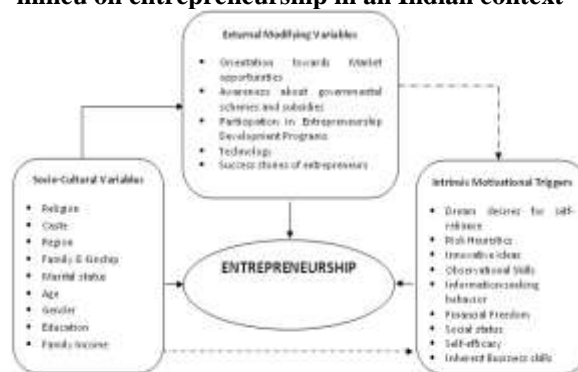 mined on entrepreneurship in an Indian context
External Modifying Variables
Orientation towards Market
opportunities
Awareness about governmental
schemes and subsidies
Participation in Entrepreneurship
Development Programs
Technology
Success stories of entrepreneurs
Socio-Cultural Variables
Religion
Caste
Region
Family & Kinship
Marital status
Age
Gender
Education
Family Income
ENTREPRENEURSHIP
Intrinsic Motivational Triggers
Dream desires for self-
reliance
Risk Heuristics
Innovative Ideas
Observational Skills
Information seeking
behavior
Financial Freedom
Social status
Self-efficacy
Inherent Business skills